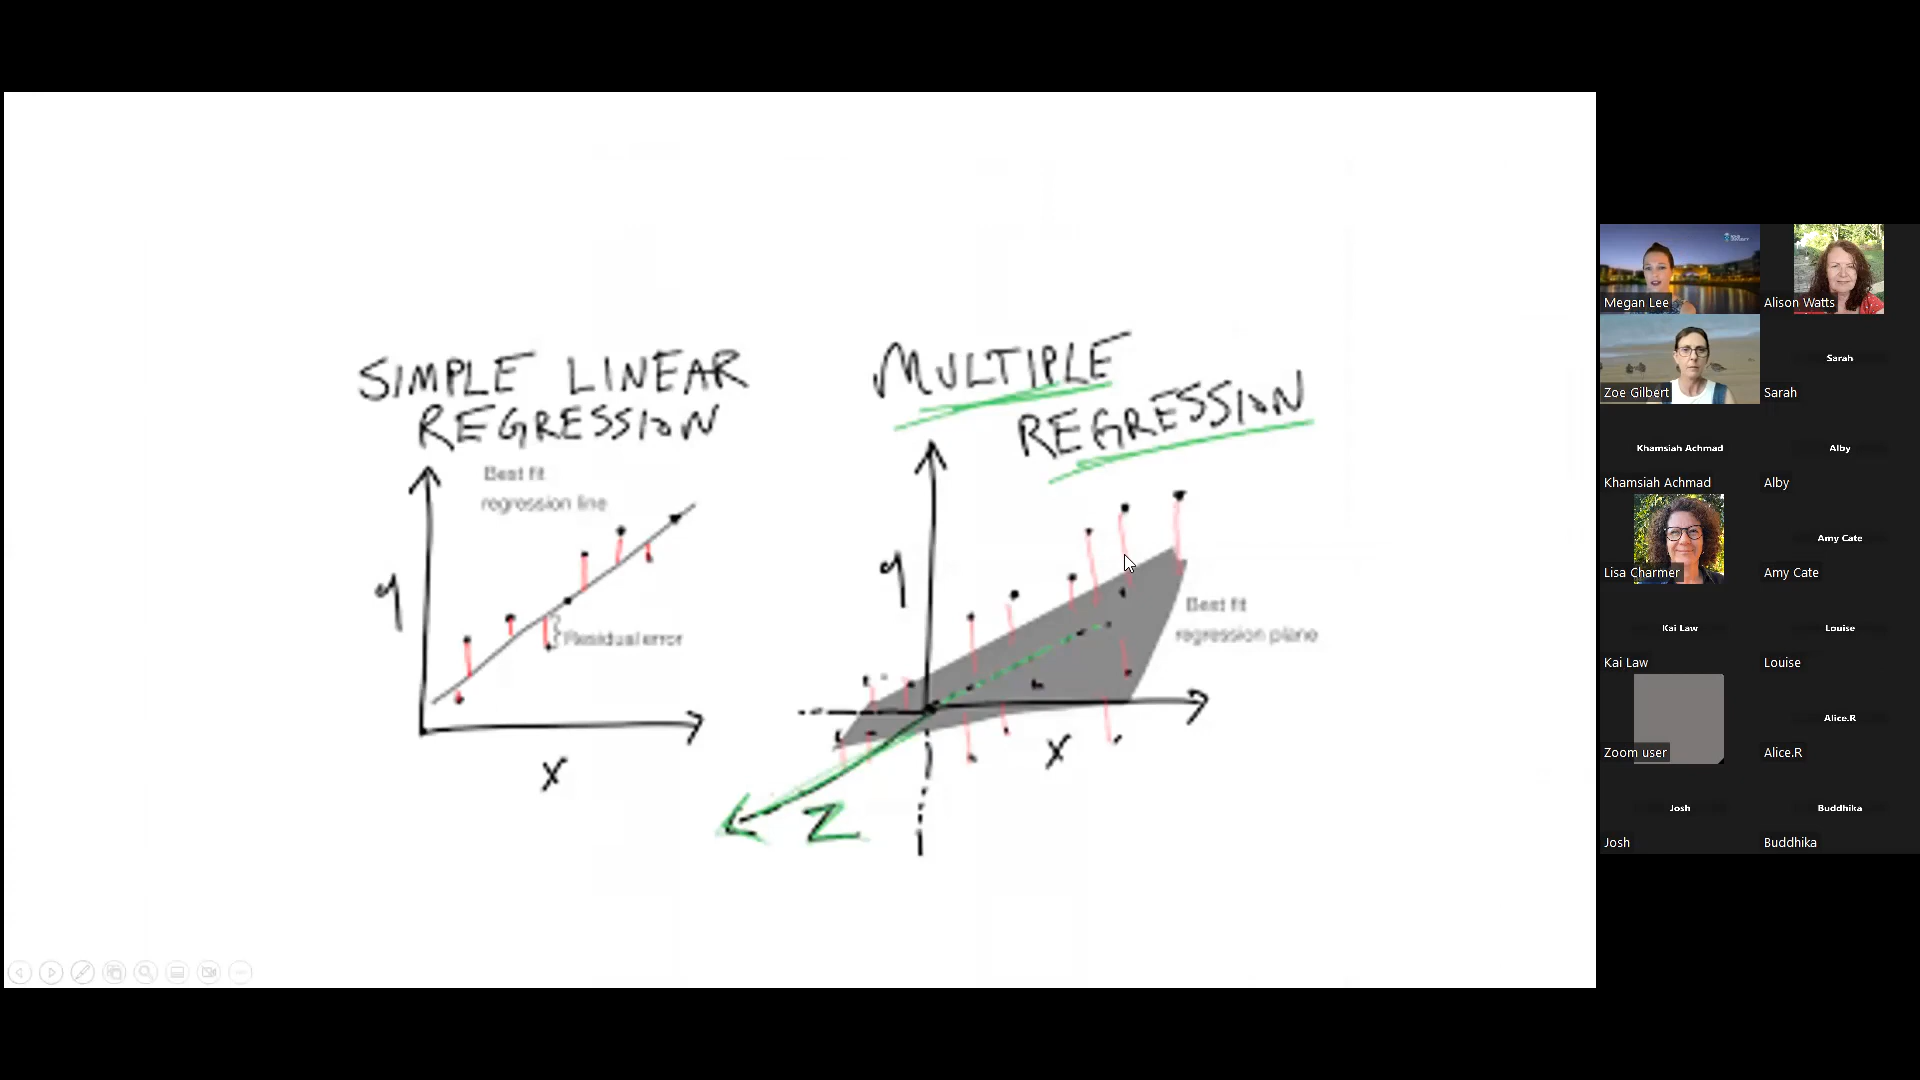 SIMPLE LINEAR
REGRESSION
Best fit
regression line
y
Residual error
x
MULTIPLE
REGRESSION
y
Best fit
regression plane
x
z
Megan Lee
Alison Watts
Zoe Gilbert
Sarah
Sarah
Khamsiah Achmad
Khamsiah Achmad
Alby
Alby
Lisa Charmer
Amy Cate
Amy Cate
Kai Law
Kai Law
Louise
Louise
Zoom user
Alice.R
Alice.R
Josh
Josh
Buddhika
Buddhika